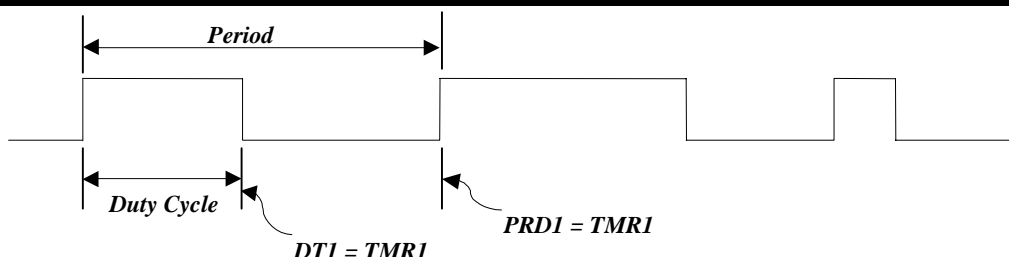 Period
Duty Cycle
PRD1 = TMR1
DT1 = TMR1